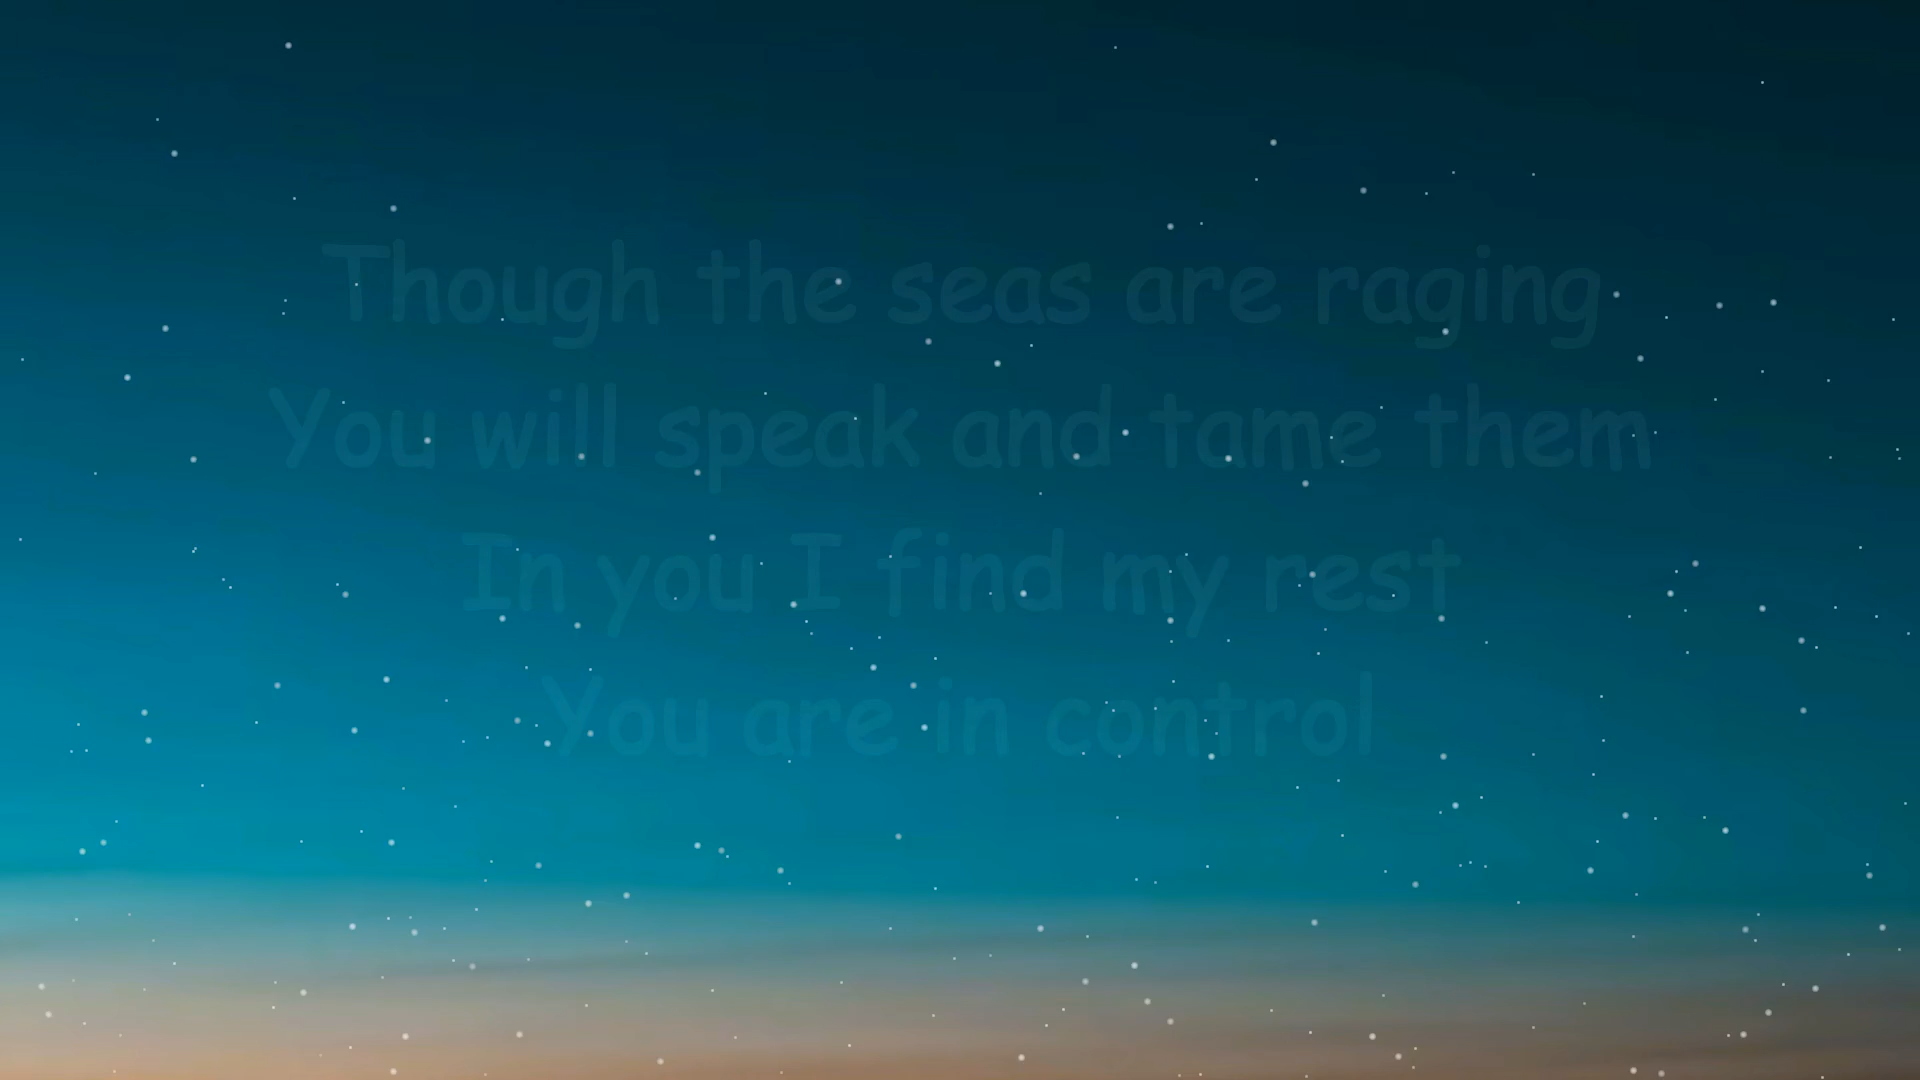 Though the seas are raging
You will speak and tame them
In you I find my rest
You are in control